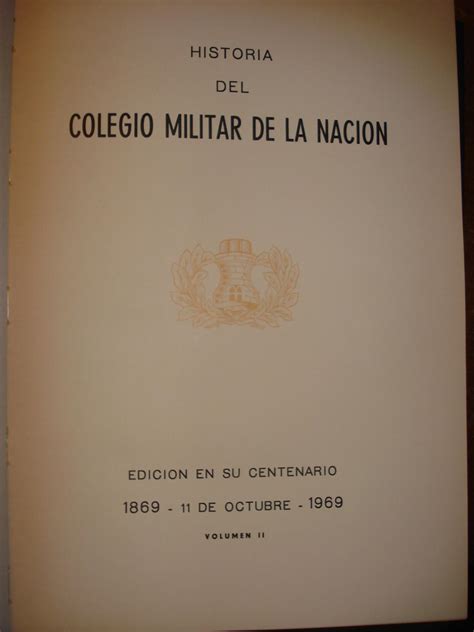 HISTORIA
DEL
COLEGIO MILITAR DE LA NACION
EDICION EN SU CENTENARIO
1869 - 11 DE OCTUBRE - 1969
VOLUMEN II